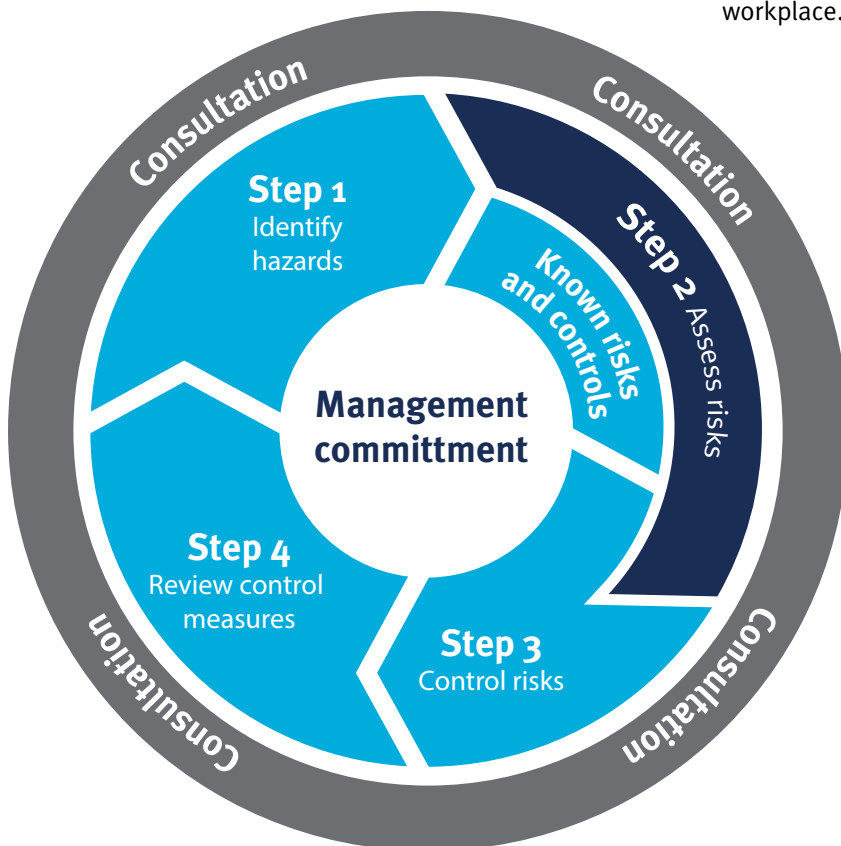 workplace.
Consultation
Consultation
Step 1
Identify
hazards
Step 2 Assess risks
Known risks
and controls
Management
committment
Step 4
Review control
measures
Step 3
Control risks
Consultation
Consultation